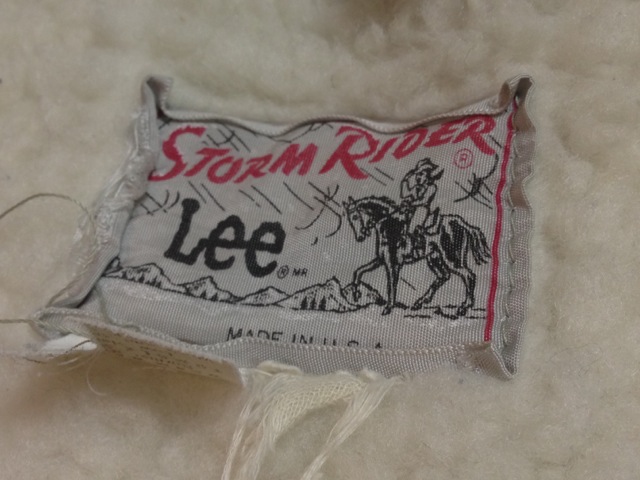 STORM RIDER ®
Lee ® MR
MADE IN U.S.A.